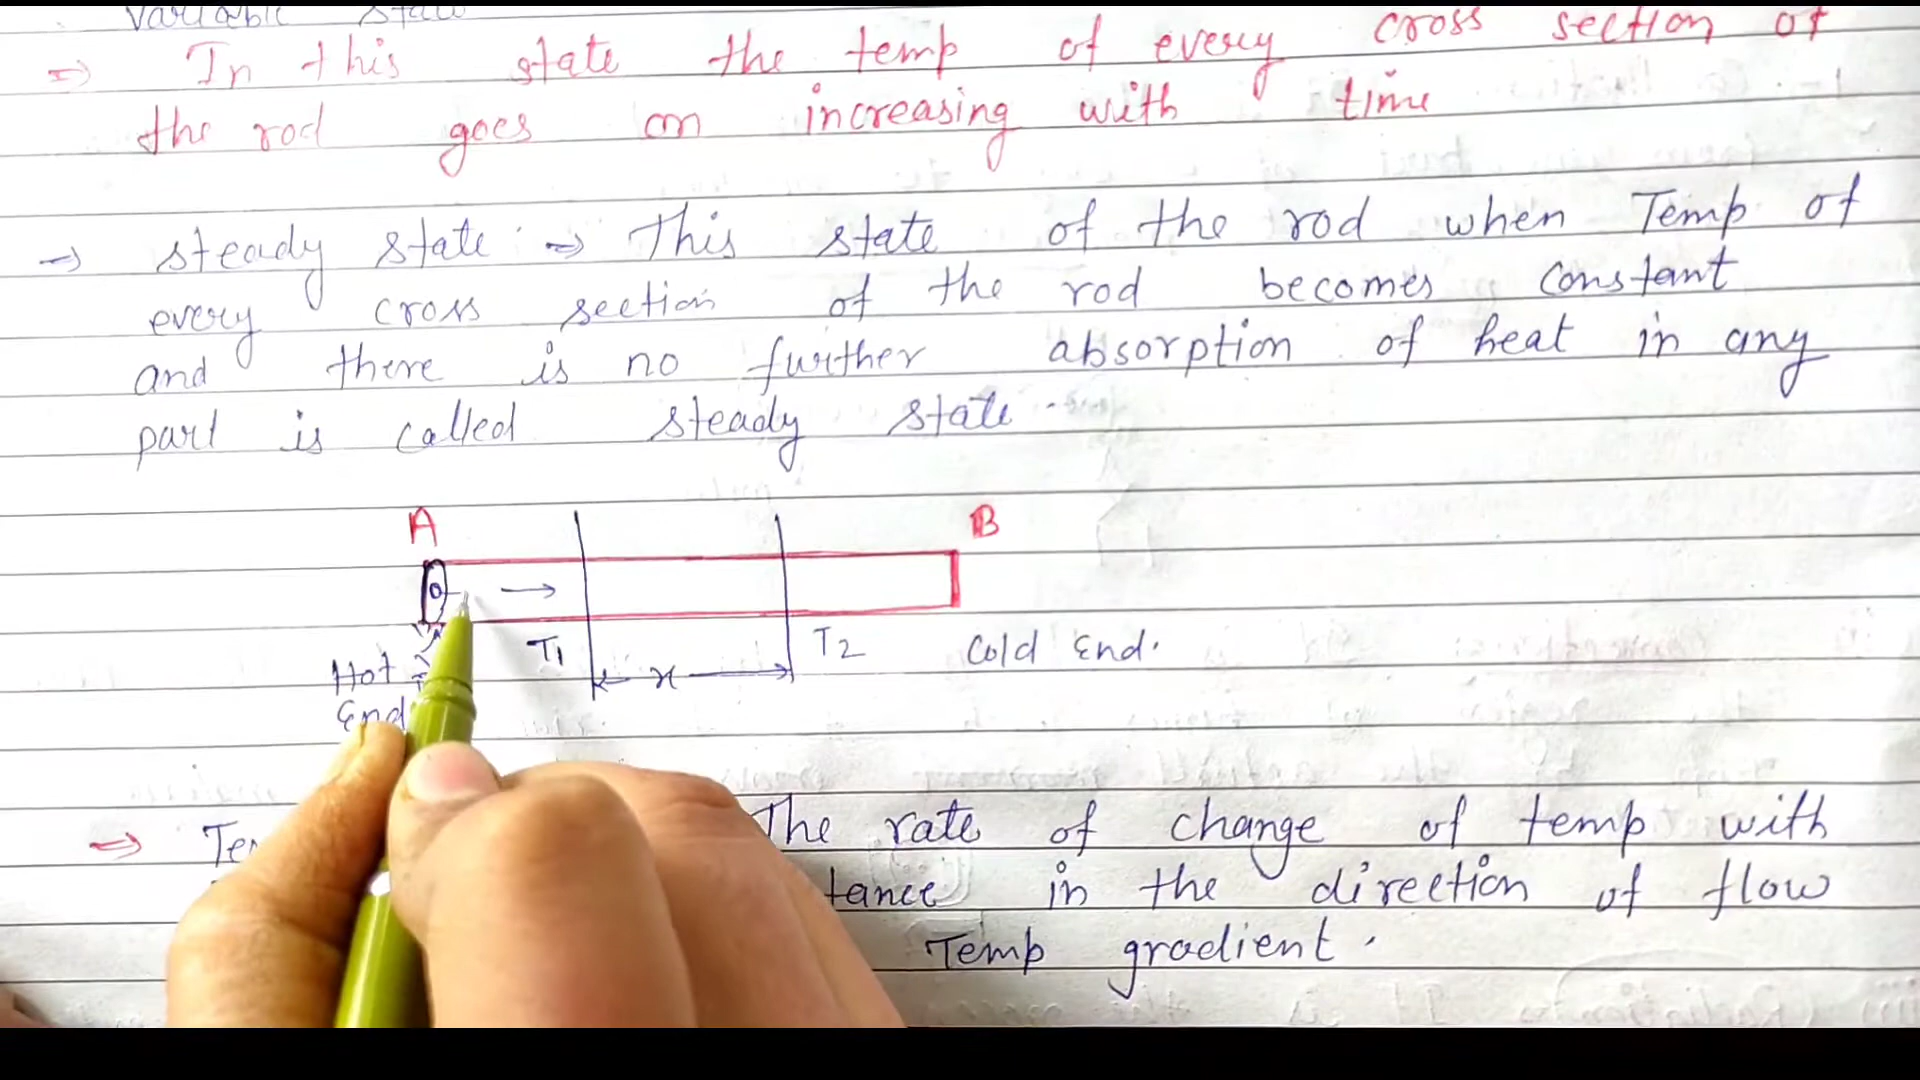 Variable State
=> In this state the temp of every cross section of
the rod goes on increasing with time
→ steady state :→ This state of the rod when Temp of
every cross section of the rod becomes constant
and there is no further absorption of heat in any
part is called steady state
A B
T1 T2 Cold End.
x
Hot
End
=> The rate of change of temp with
in the direction of flow
Temp gradient.